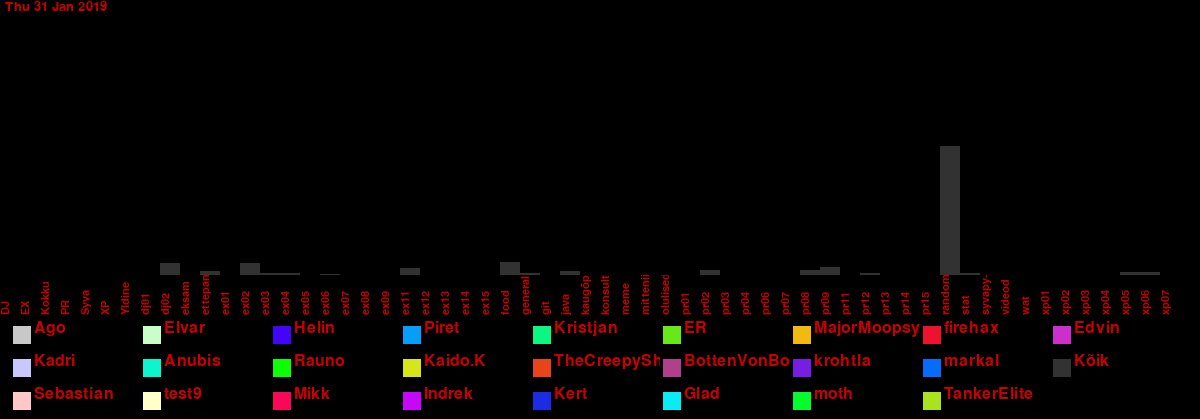 Thu 31 Jan 2019
DJ
EX
Kokku
PR
Syva
XP
Yldine
dj01
dj02
eksam
ettepan
ex01
ex02
ex03
ex04
ex05
ex06
ex07
ex08
ex09
ex11
ex12
ex13
ex14
ex15
food
general
git
java
kaugõp
konsult
meme
mittenii
olulised
pr01
pr02
pr03
pr04
pr06
pr07
pr08
pr09
pr11
pr12
pr13
pr14
pr15
random
stat
syvapy-
videod
wat
xp01
xp02
xp03
xp04
xp05
xp06
xp07
Ago Elvar Helin Piret Kristjan ER MajorMoopsy firehax Edvin
Kadri Anubis Rauno Kaido.K TheCreepySh BottenVonBo krohtla markal Kõik
Sebastian test9 Mikk Indrek Kert Glad moth TankerElite